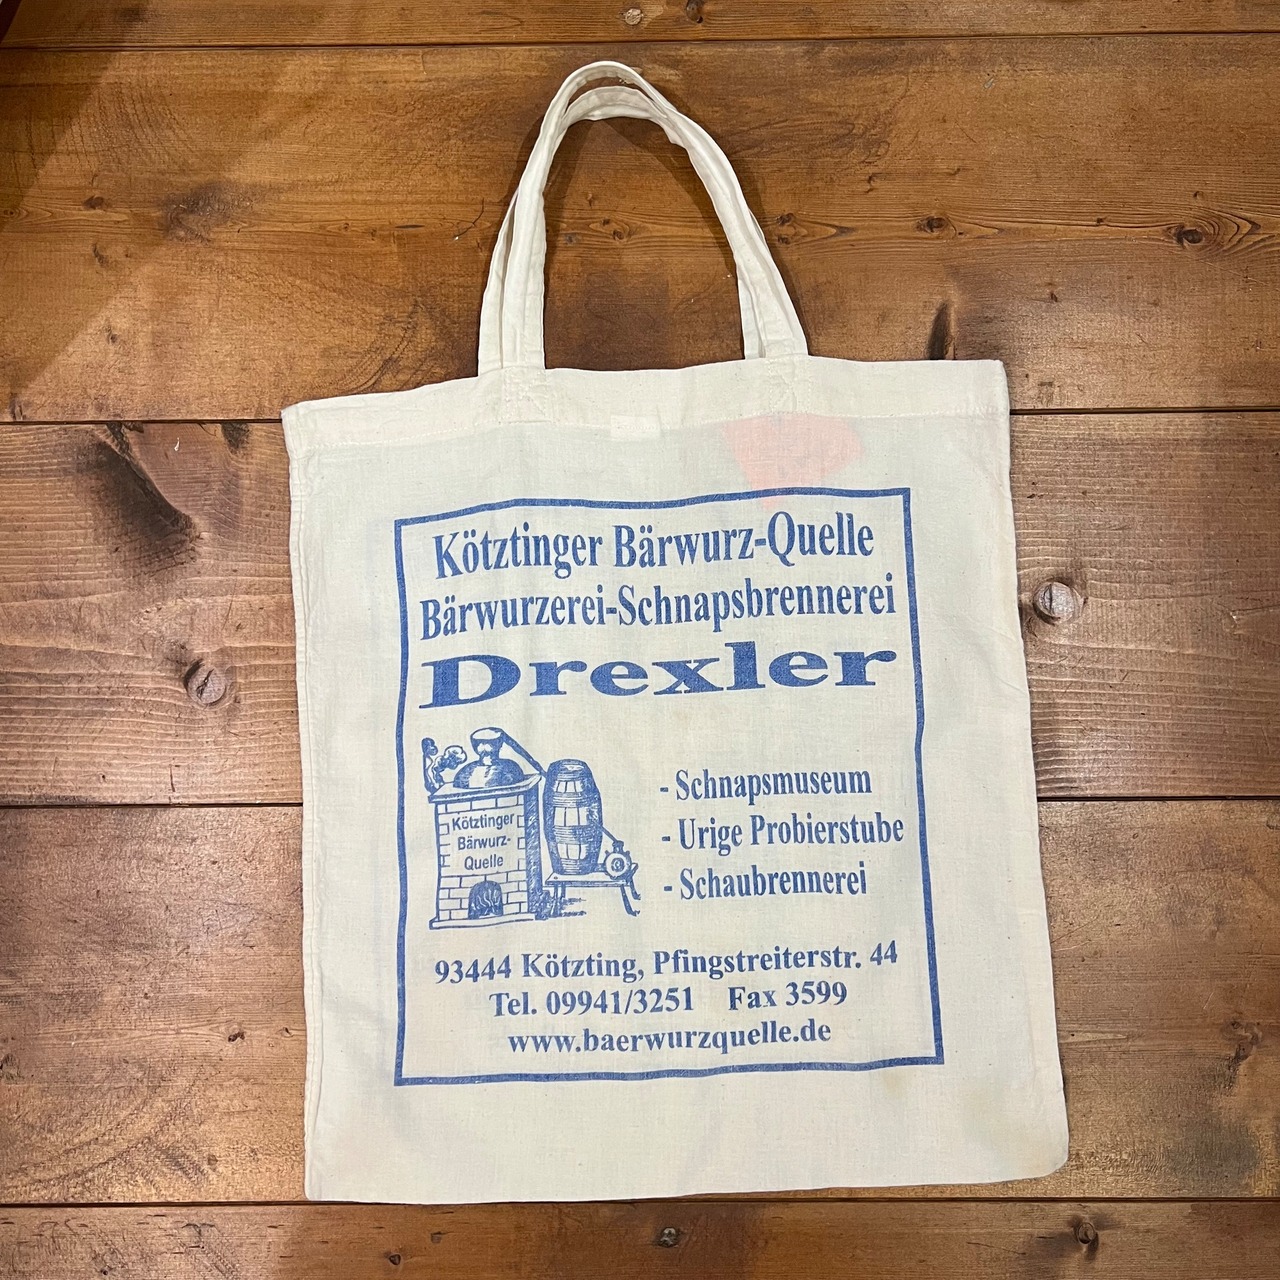 Kötztinger Bärwurz-Quelle
Bärwurzerei-Schnapsbrennerei
Drexler
Kötztinger
Bärwurz-
Quelle
- Schnapsmuseum
- Urige Probierstube
- Schaubrennerei
93444 Kötzting, Pfingstreiterstr. 44
Tel. 09941/3251 Fax 3599
www.baerwurzquelle.de